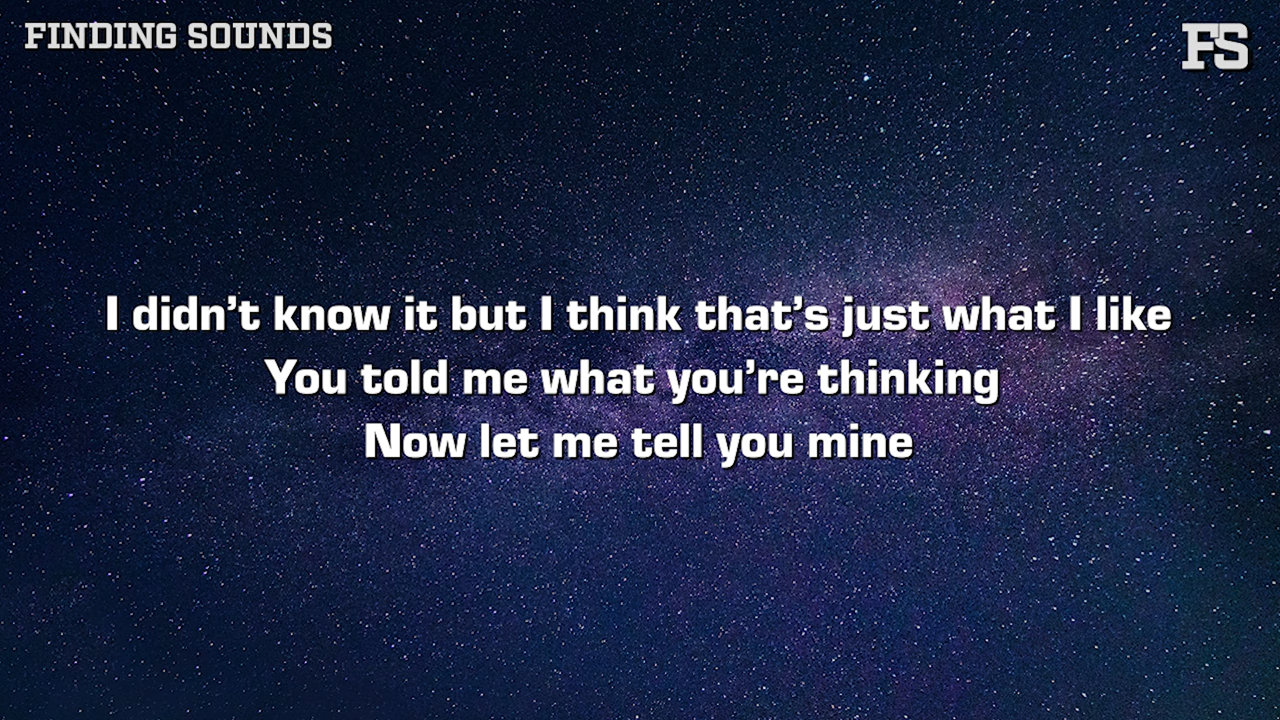 FINDING SOUNDS
FS
I didn’t know it but I think that’s just what I like
You told me what you’re thinking
Now let me tell you mine